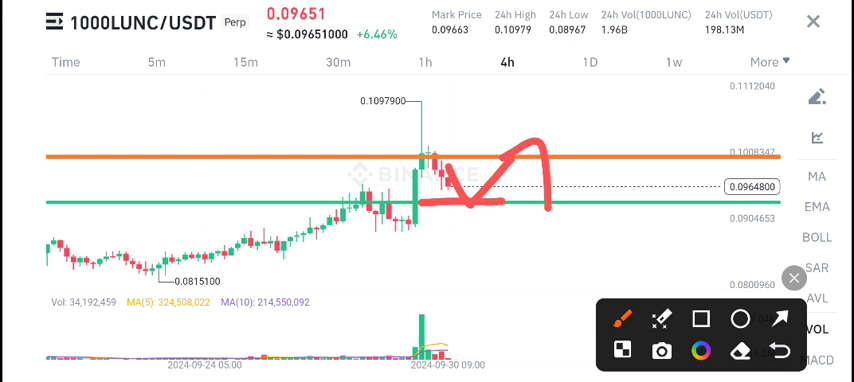 1000LUNC/USDT Perp
0.09651
≈ $0.09651000 +6.46%
Mark Price 24h High 24h Low 24h Vol(1000LUNC) 24h Vol(USDT)
0.09663 0.10979 0.08967 1.96B 198.13M
Time 5m 15m 30m 1h 4h 1D 1w More
0.1112040
0.1097900
0.1008347
BINANCE
0.0964800
0.0904653
0.0815100
0.0800960
MA
EMA
BOLL
SAR
AVL
VOL
MACD
Vol: 34,192,459 MA(5): 324,508,022 MA(10): 214,550,092
2024-09-24 05:00 2024-09-30 09:00